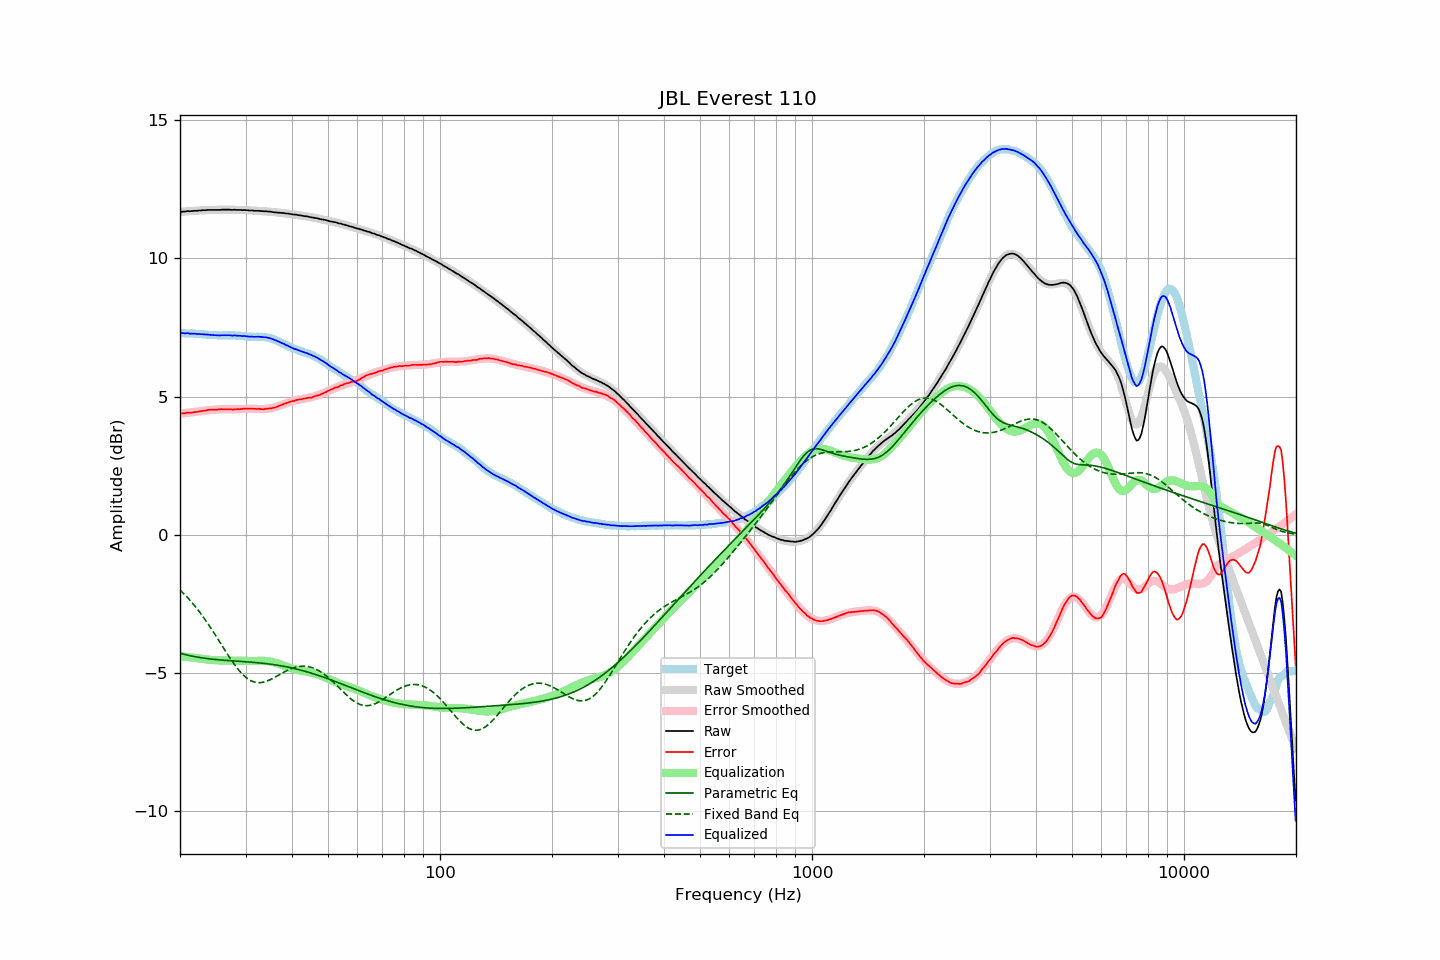 JBL Everest 110
15
10
5
0
−5
−10
Amplitude (dBr)
100
1000
10000
Frequency (Hz)
Target
Raw Smoothed
Error Smoothed
Raw
Error
Equalization
Parametric Eq
Fixed Band Eq
Equalized